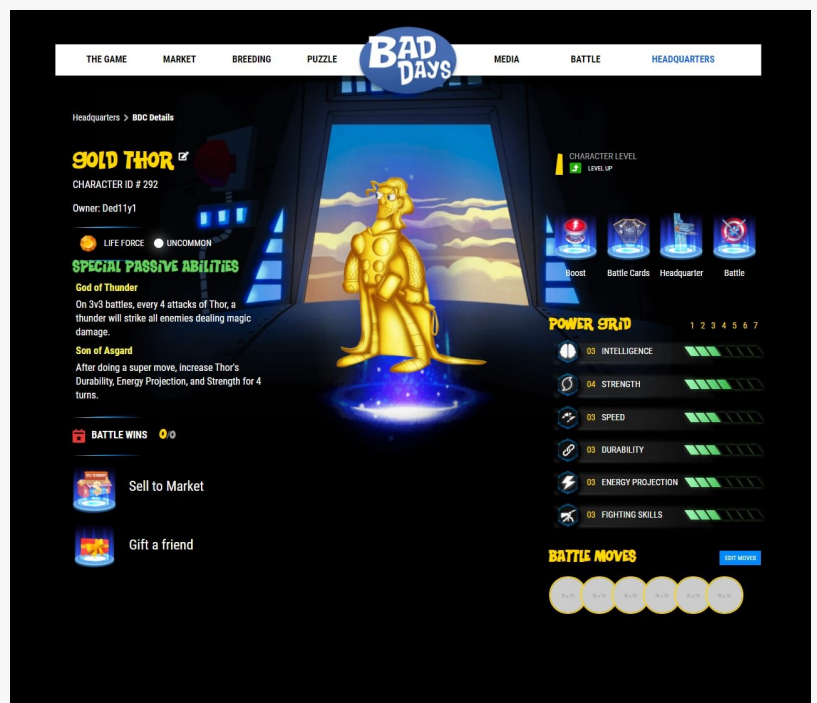 THE GAME
MARKET
BREEDING
PUZZLE
BAD
DAYS
MEDIA
BATTLE
HEADQUARTERS
Headquarters > BDC Details
GOLD THOR
CHARACTER ID # 292
Owner: Ded11y1
LIFE FORCE
UNCOMMON
SPECIAL PASSIVE ABILITIES
God of Thunder
On 3v3 battles, every 4 attacks of Thor, a
thunder will strike all enemies dealing magic
damage.
Son of Asgard
After doing a super move, increase Thor's
Durability, Energy Projection, and Strength for 4
turns.
BATTLE WINS 0/0
Sell to Market
Gift a friend
CHARACTER LEVEL
LEVEL UP
Boost
Battle Cards
Headquarter
Battle
POWER GRID
1 2 3 4 5 6 7
03 INTELLIGENCE
04 STRENGTH
03 SPEED
03 DURABILITY
03 ENERGY PROJECTION
03 FIGHTING SKILLS
BATTLE MOVES
EDIT MOVES